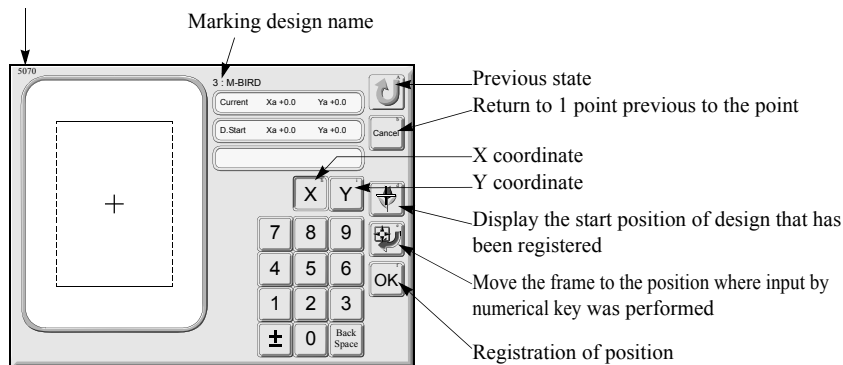 Marking design name
5070
3 : M-BIRD
Current Xa +0.0 Ya +0.0
D.Start Xa +0.0 Ya +0.0
Cancel
X Y
7 8 9
4 5 6
OK
1 2 3
± 0 Back Space
Previous state
Return to 1 point previous to the point
X coordinate
Y coordinate
Display the start position of design that has
been registered
Move the frame to the position where input by
numerical key was performed
Registration of position